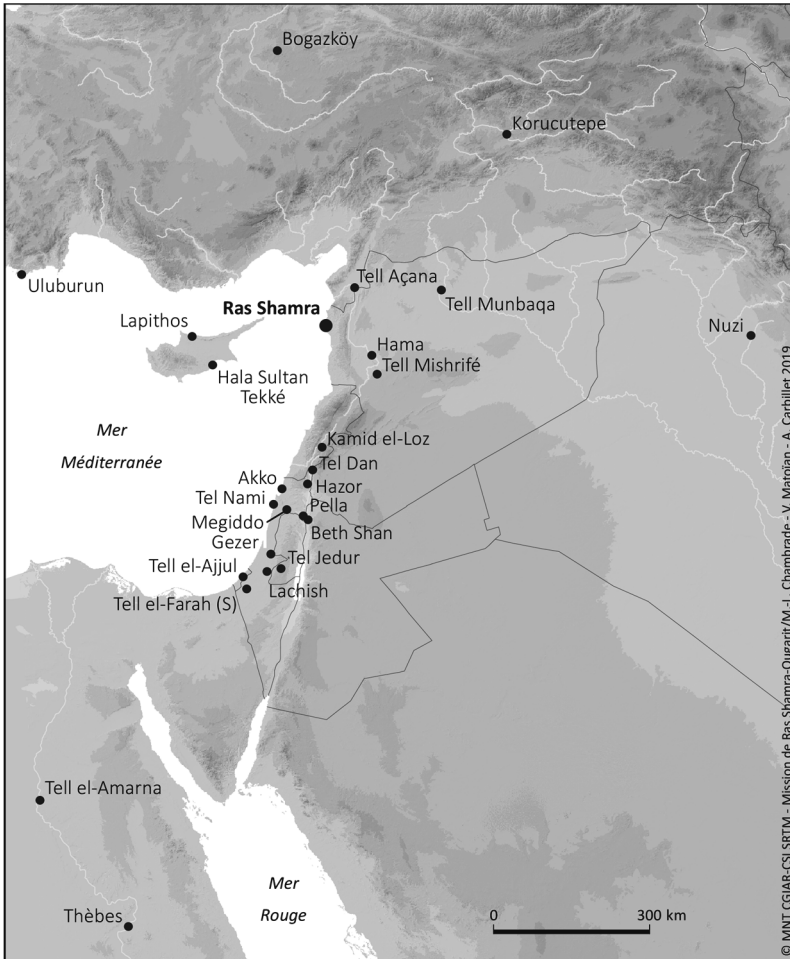 Bogazköy
Korucutepe
Uluburun
Tell Açana
Tell Munbaqa
Ras Shamra
Lapithos
Nuzi
Hama
Tell Mishrifé
Hala Sultan
Tekké
Mer
Méditerranée
Kamid el-Loz
Tel Dan
Akko
Hazor
Tel Nami
Pella
Megiddo
Beth Shan
Gezer
Tel Jedur
Tell el-Ajjul
Lachish
Tell el-Farah (S)
Tell el-Amarna
Mer
Rouge
Thèbes
0
300 km
© MNT CGIAR-CSI SRTM - Mission de Ras Shamra-Ougarit/M.-L. Chambrade - V. Matoïan - A. Carbillet 2019